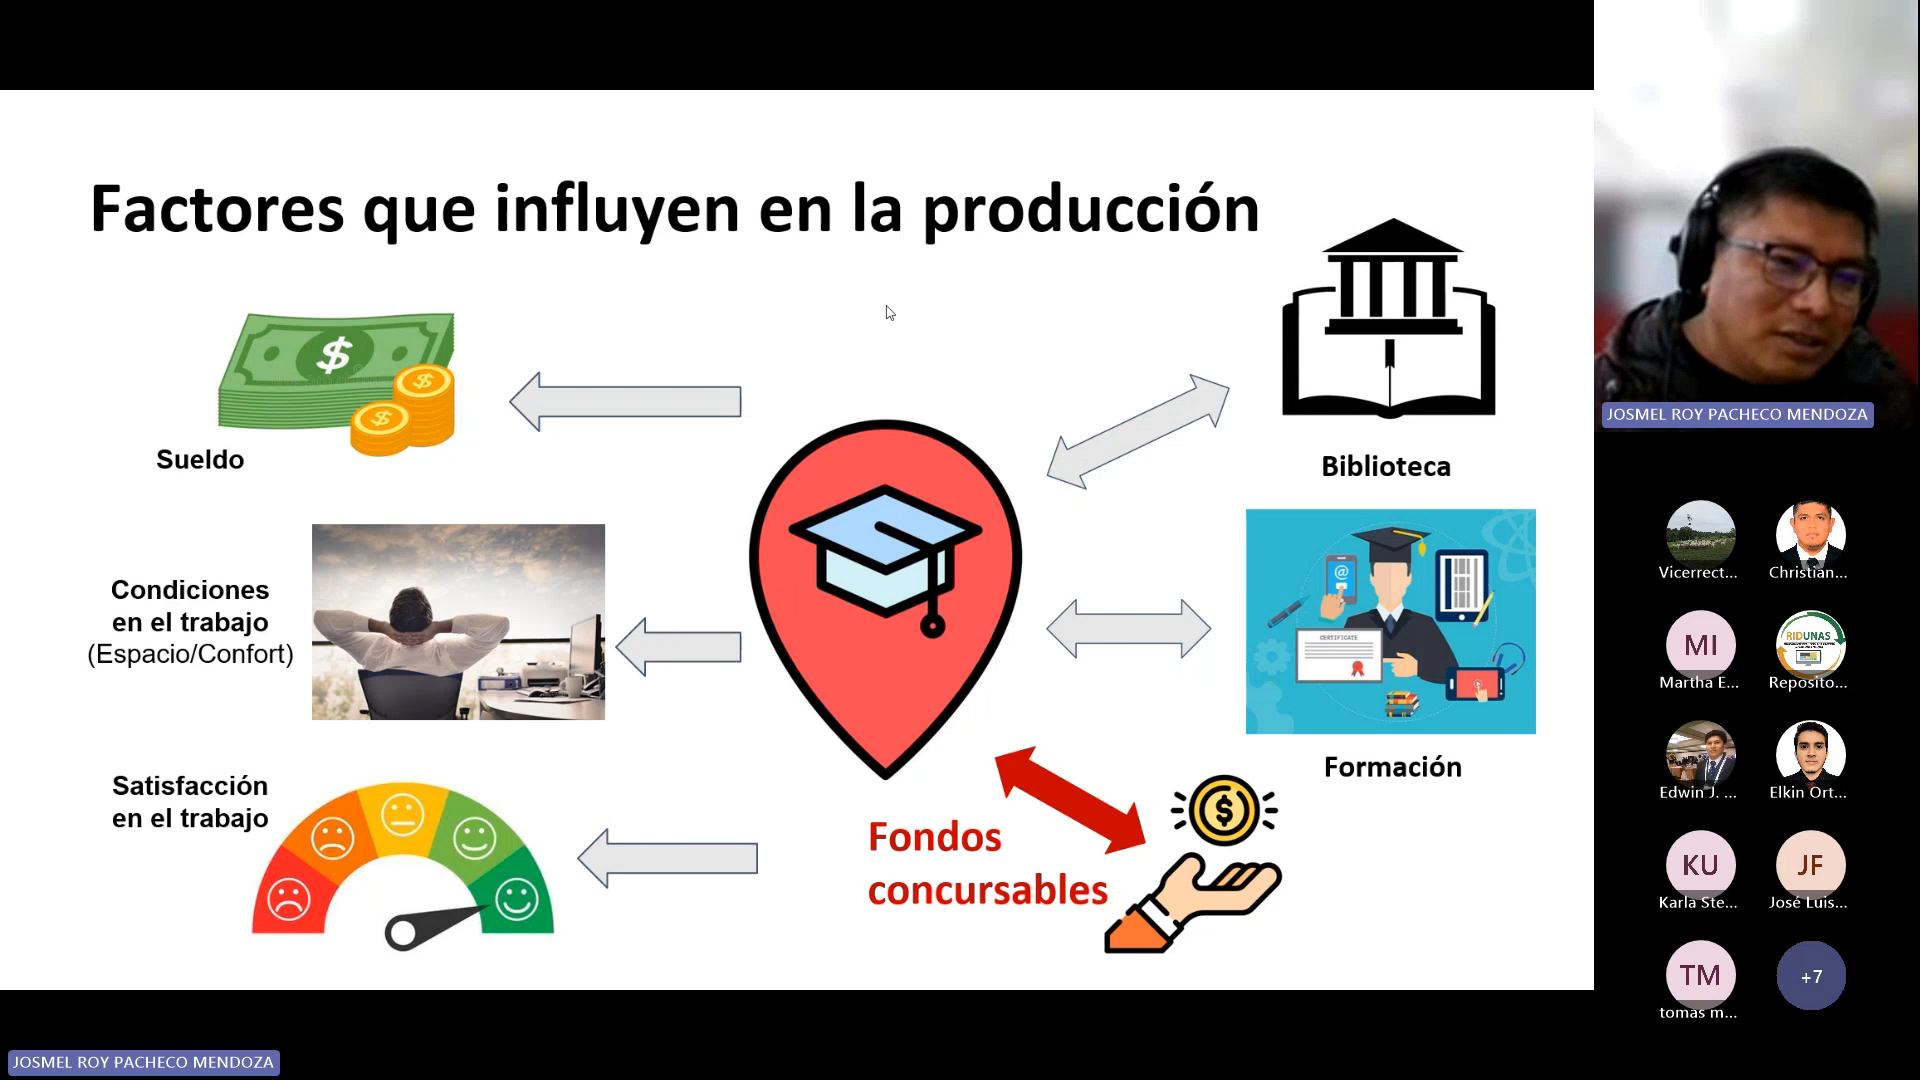 Factores que influyen en la producción
Sueldo
Condiciones
en el trabajo
(Espacio/Confort)
Satisfacción
en el trabajo
Biblioteca
CERTIFICATE
Formación
Fondos
concursables
JOSMEL ROY PACHECO MENDOZA
Vicerrect...
Christian...
MI
Martha E...
RIDUNAS
Reposito...
Edwin J. ...
Elkin Ort...
KU
Karla Ste...
JF
José Luis...
TM
tomas m...
+7
JOSMEL ROY PACHECO MENDOZA